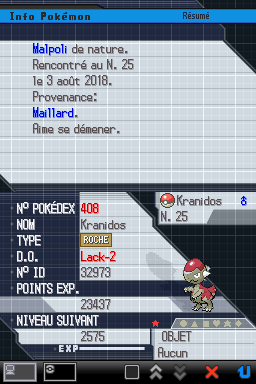 Info Pokémon
Résumé
Malpoli de nature.
Rencontré au N. 25
le 3 août 2018.
Provenance:
Maillard.
Aime se démener.
Kranidos ♂
N. 25
Nº POKÉDEX 408
NOM Kranidos
TYPE ROCHE
D.O. Lack-2
Nº ID 32973
POINTS EXP.
23437
NIVEAU SUIVANT
2575
EXP
OBJET
Aucun